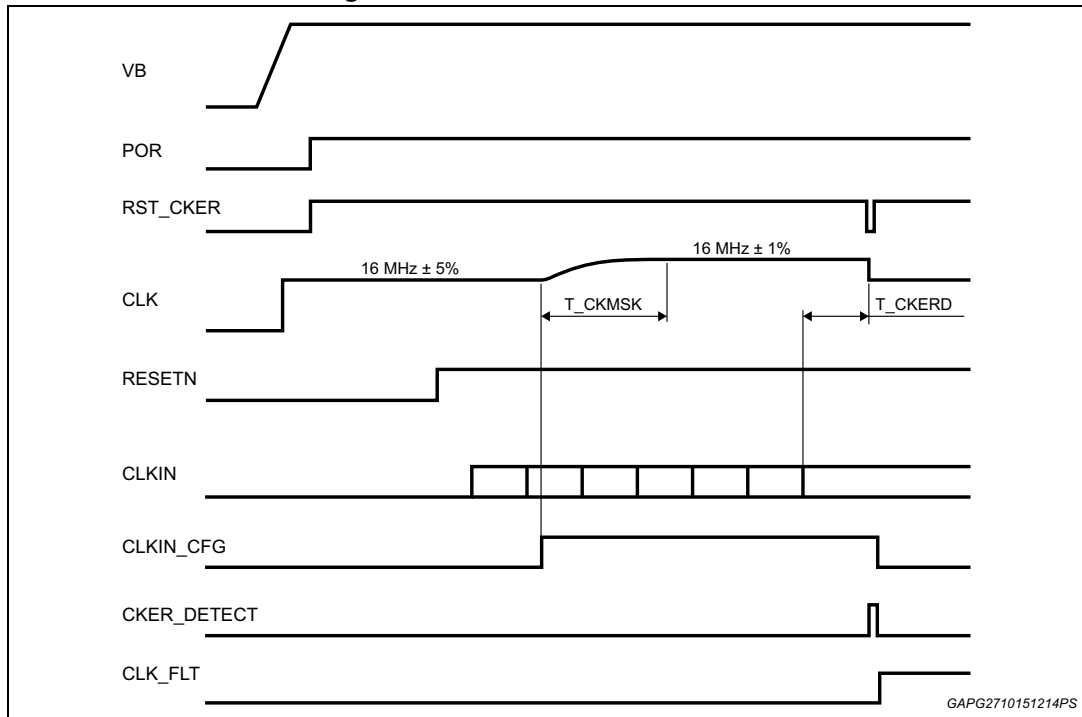 VB
POR
RST_CKER
16 MHz ± 5%
16 MHz ± 1%
CLK
T_CKMSK
T_CKERD
RESETN
CLKIN
CLKIN_CFG
CKER_DETECT
CLK_FLT
GAPG2710151214PS